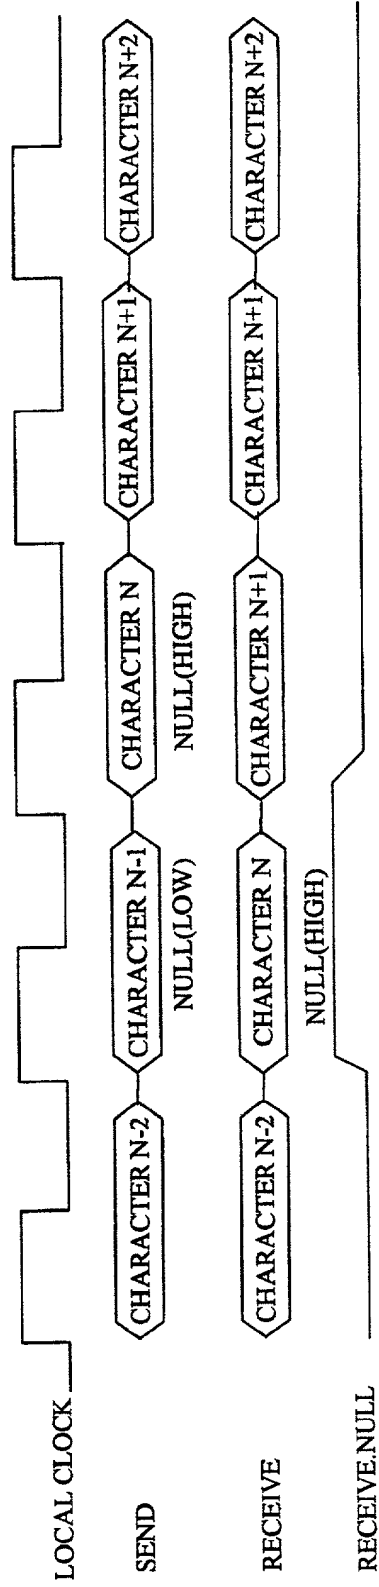 LOCAL CLOCK
SEND
CHARACTER N-2
CHARACTER N-1
CHARACTER N
CHARACTER N+1
CHARACTER N+2
NULL(LOW)
NULL(HIGH)
RECEIVE
CHARACTER N-2
CHARACTER N
CHARACTER N+1
CHARACTER N+1
CHARACTER N+2
NULL(HIGH)
RECEIVE.NULL